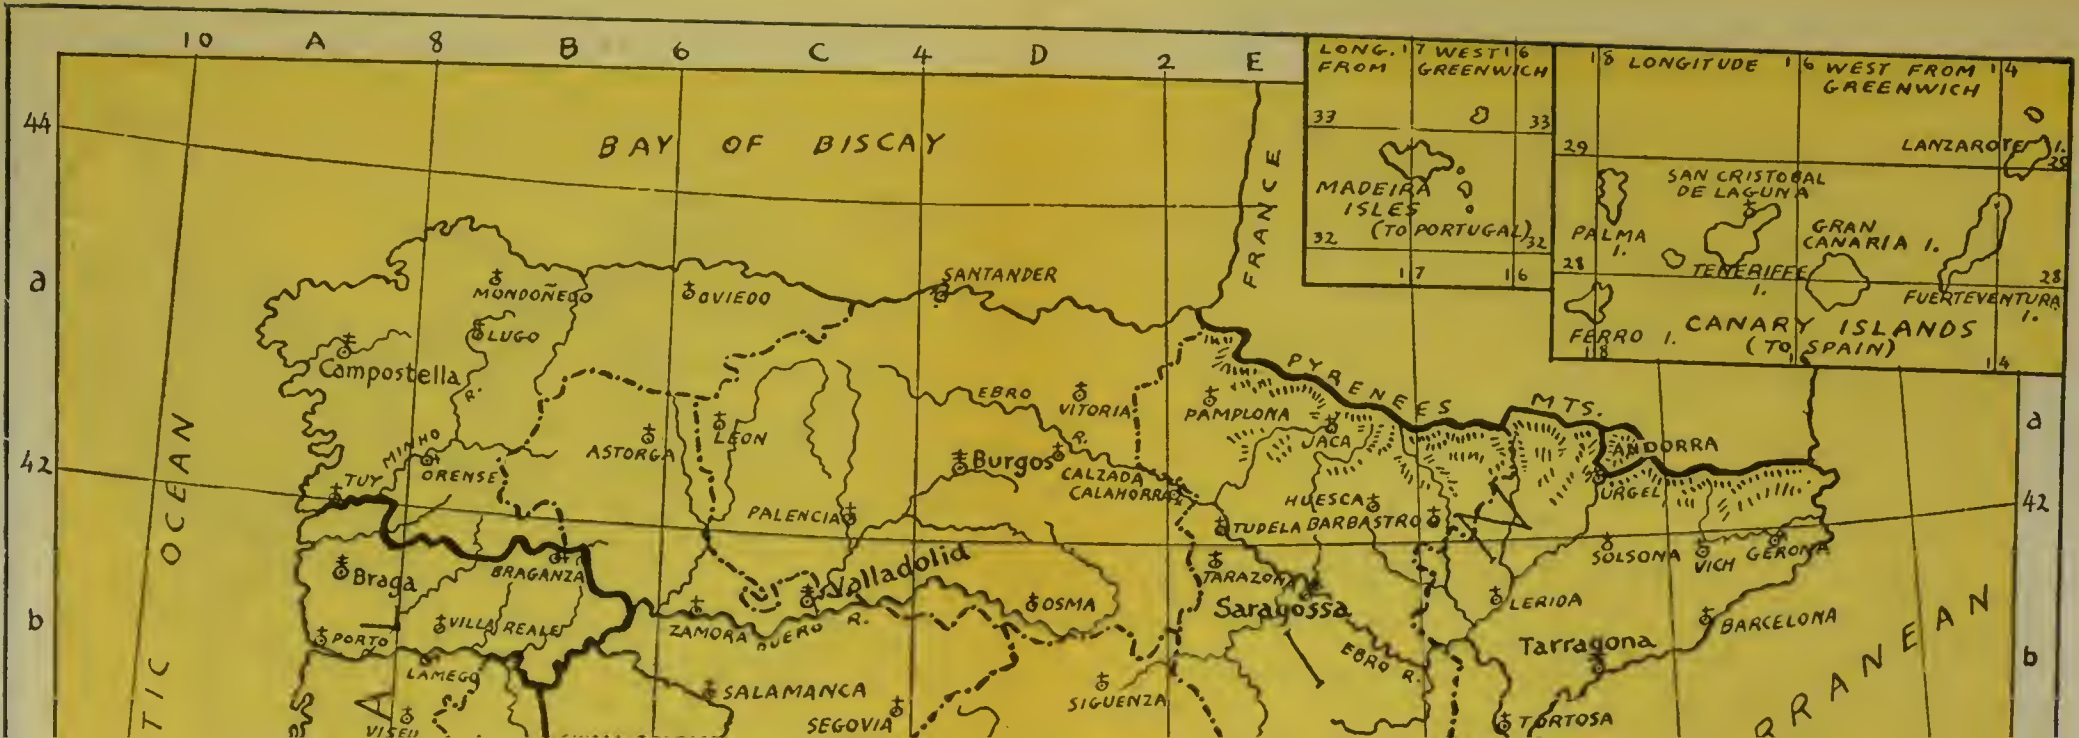 10 A 8 B 6 C 4 D 2 E
44
BAY OF BISCAY
FRANCE
LONG. 17 WEST 16
FROM GREENWICH
33 33
MADEIRA
ISLES
(TO PORTUGAL)
32 32
17 16
18 LONGITUDE 16 WEST FROM 14
GREENWICH
LANZAROTE I.
29 29
SAN CRISTOBAL
DE LAGUNA
PALMA
I.
GRAN
CANARIA I.
28 28
TENERIFFE
I.
FUERTEVENTURA
I.
FERRO I.
CANARY ISLANDS
(TO SPAIN)
18 16 14
a
MONDOÑEDO
OVIEDO
SANTANDER
LUGO
Campostella
R.
EBRO
VITORIA
R.
PAMPLONA
PYRENEES MTS.
JACA
ANDORRA
a
ASTORGA
LEON
42
MINHO
TUY
ORENSE
Burgos
CALZADA
CALAHORRA
HUESCA
URGEL
42
PALENCIA
TUDELA
BARBASTRO
SOLSONA
VICH
GERONA
Braga
BRAGANZA
Valladolid
TARAZONA
Saragossa
LERIDA
b
PORTO
VILLA REALE
ZAMORA
DUERO R.
OSMA
BARCELONA
Tarragona
b
LAMEGO
SALAMANCA
SEGOVIA
SIGUENZA
EBRO R.
TORTOSA
VISEU
TIC OCEAN
RRANEAN